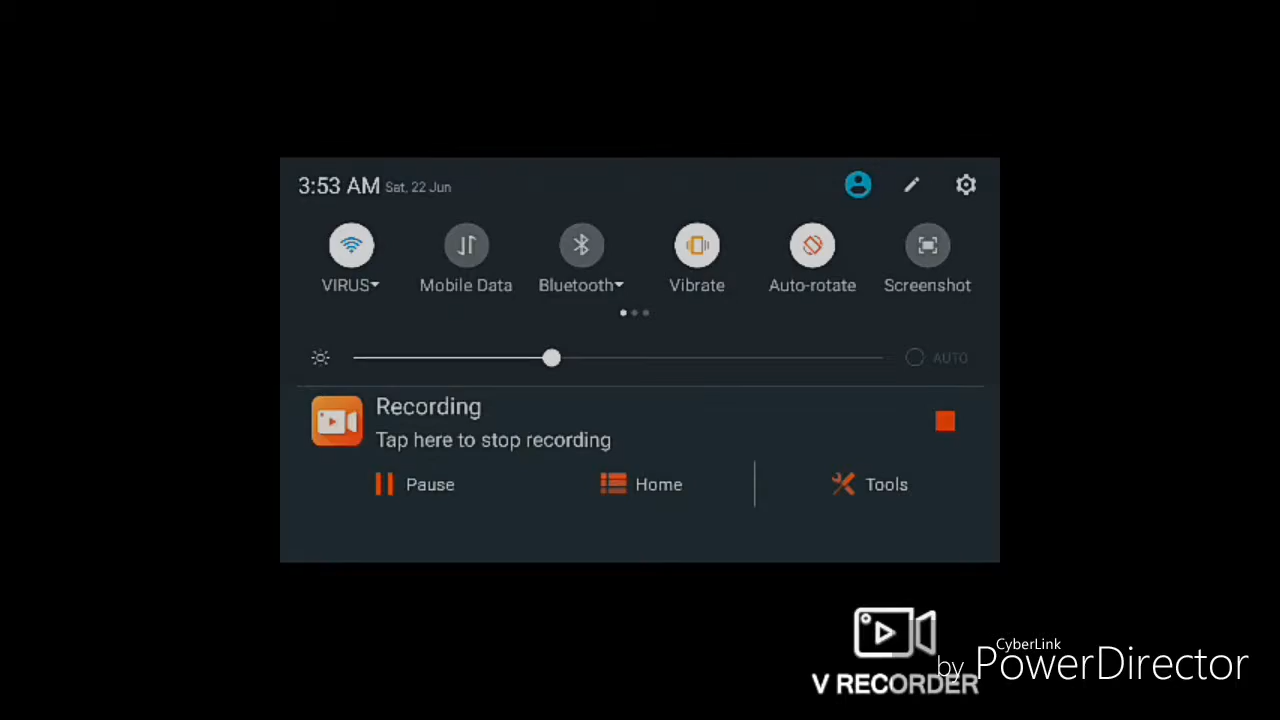 3:53 AM Sat, 22 Jun
VIRUS Mobile Data Bluetooth Vibrate Auto-rotate Screenshot
AUTO
Recording
Tap here to stop recording
Pause Home Tools
V RECORDER
CyberLink
by PowerDirector